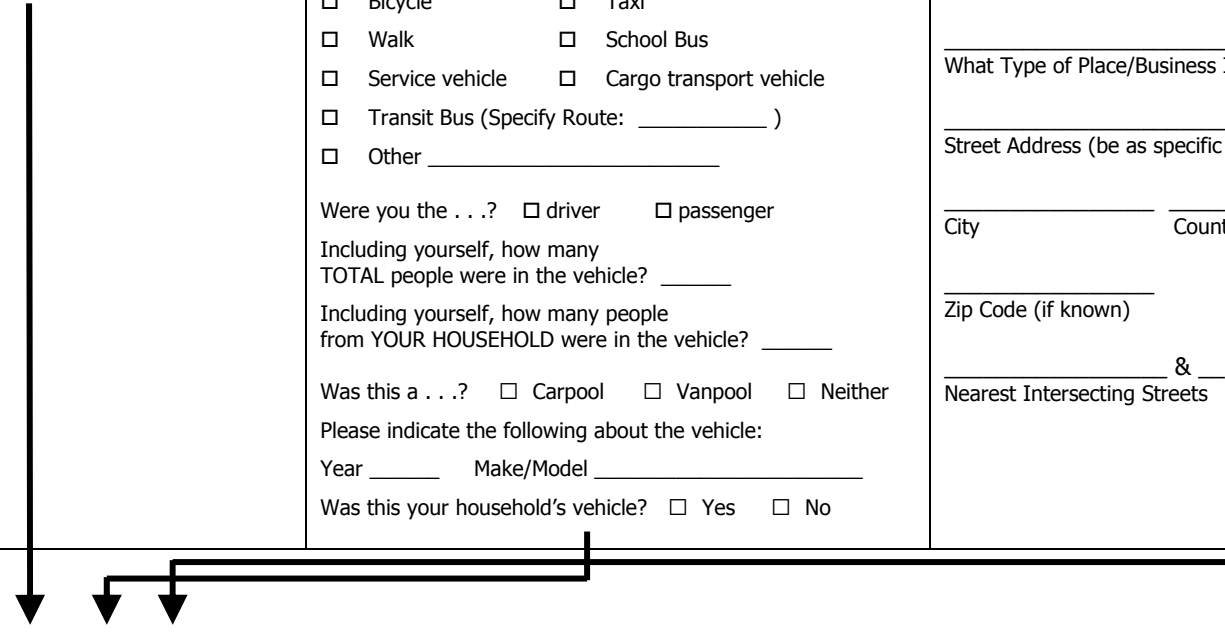 Bicycle ☐ Taxi
☐ Walk ☐ School Bus
☐ Service vehicle ☐ Cargo transport vehicle
☐ Transit Bus (Specify Route: ___________ )
☐ Other _________________________
Were you the . . .? ☐ driver ☐ passenger
Including yourself, how many
TOTAL people were in the vehicle? ______
Including yourself, how many people
from YOUR HOUSEHOLD were in the vehicle? ______
Was this a . . .? ☐ Carpool ☐ Vanpool ☐ Neither
Please indicate the following about the vehicle:
Year ______ Make/Model _______________________
Was this your household’s vehicle? ☐ Yes ☐ No
What Type of Place/Business
Street Address (be as specific
City
Zip Code (if known)
___________________ & __
Nearest Intersecting Streets